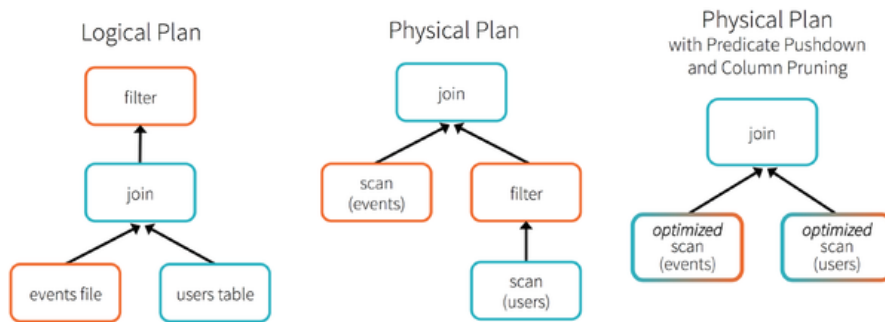 Logical Plan
filter
join
events file
users table
Physical Plan
join
scan
(events)
filter
scan
(users)
Physical Plan
with Predicate Pushdown
and Column Pruning
join
optimized
scan
(events)
optimized
scan
(users)